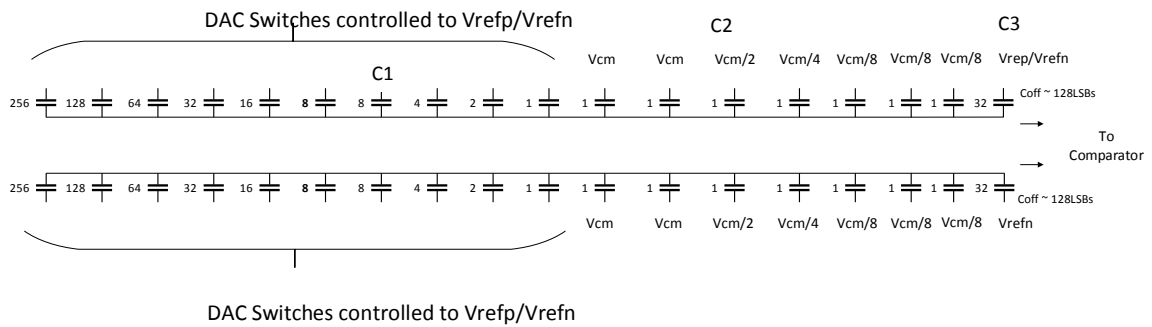 DAC Switches controlled to Vrefp/Vrefn
C2
C3
Vcm Vcm Vcm/2 Vcm/4 Vcm/8 Vcm/8 Vcm/8 Vrep/Vrefn
C1
256 128 64 32 16 8 8 4 2 1 1 1 1 1 1 1 1 32 Coff ~ 128LSBs
To
Comparator
256 128 64 32 16 8 8 4 2 1 1 1 1 1 1 1 1 32 Coff ~ 128LSBs
Vcm Vcm Vcm/2 Vcm/4 Vcm/8 Vcm/8 Vcm/8 Vrefn
DAC Switches controlled to Vrefp/Vrefn